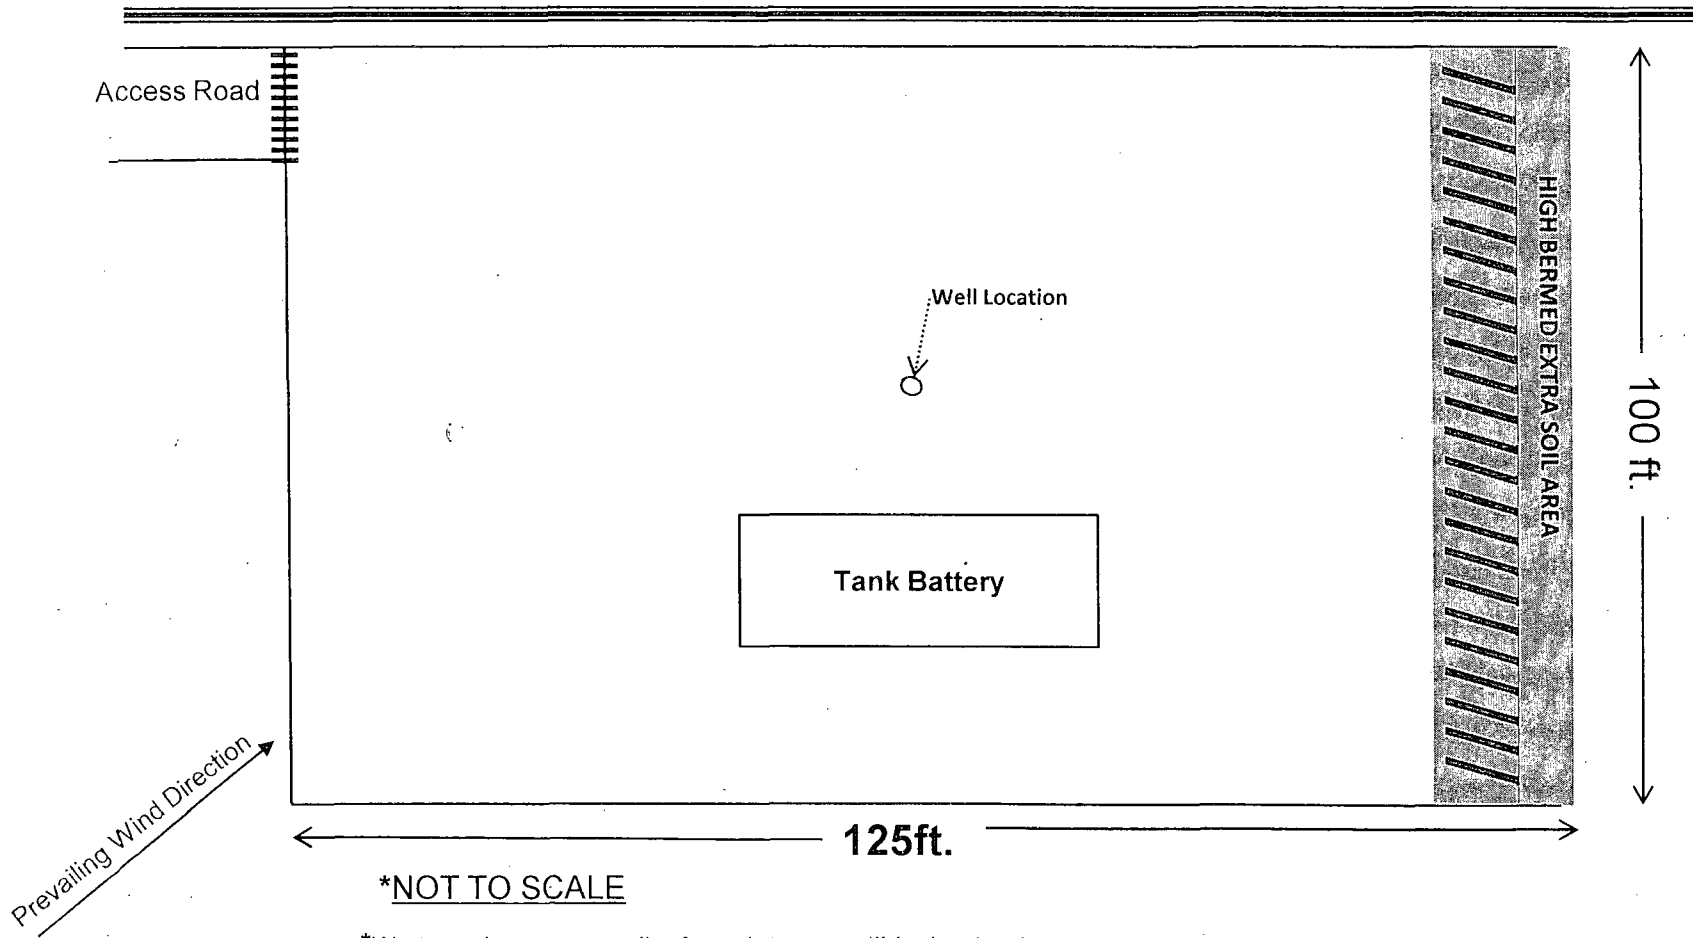 Access Road
HIGH BERMED EXTRA SOIL AREA
Well Location
100 ft.
Tank Battery
Prevailing Wind Direction
125ft.
*NOT TO SCALE